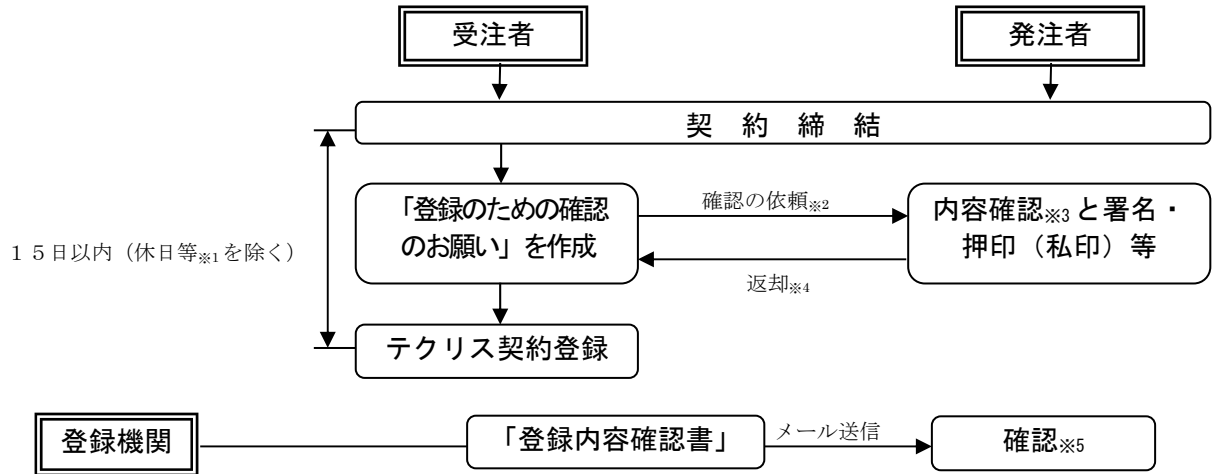 受注者
発注者
契約締結
「登録のための確認
のお願い」を作成
確認の依頼※2
内容確認※3と署名・
押印（私印）等
１５日以内（休日等※1を除く）
返却※4
テクリス契約登録
登録機関
「登録内容確認書」
メール送信
確認※5